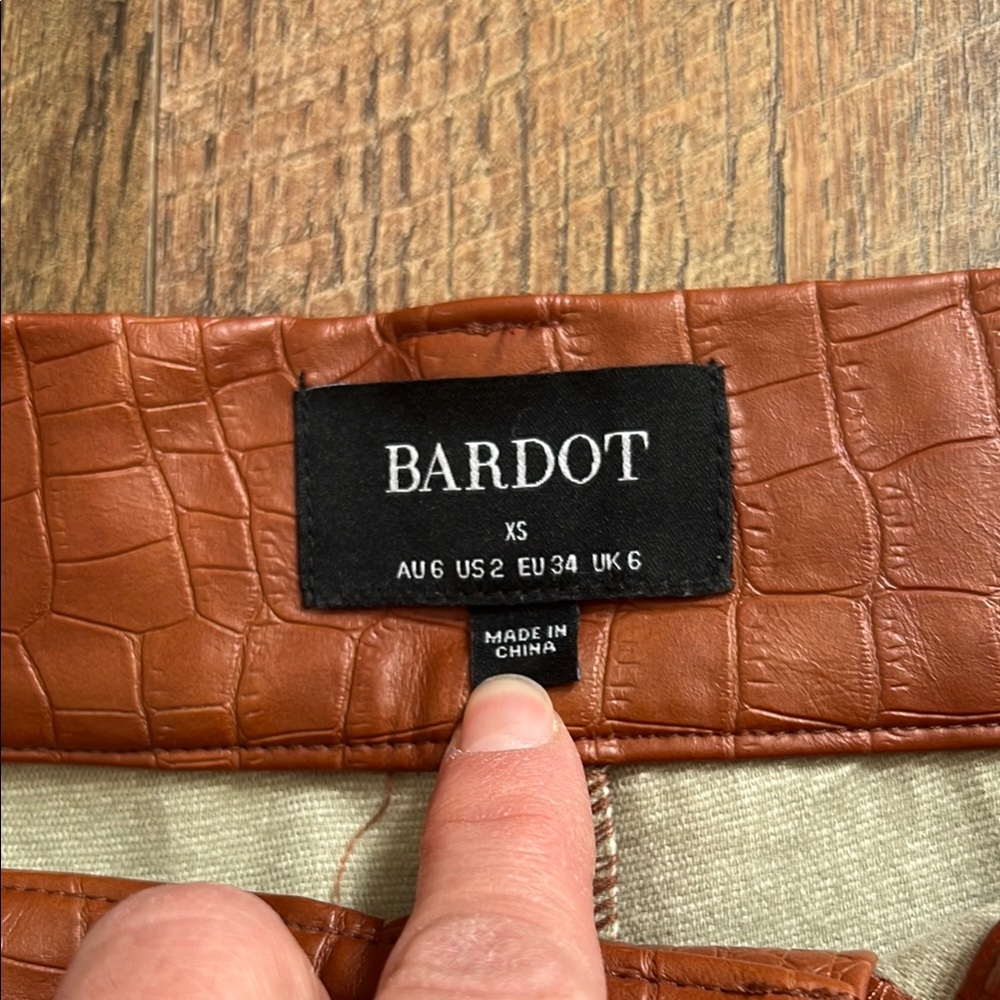 BARDOT
XS
AU 6 US 2 EU 34 UK 6
MADE IN
CHINA